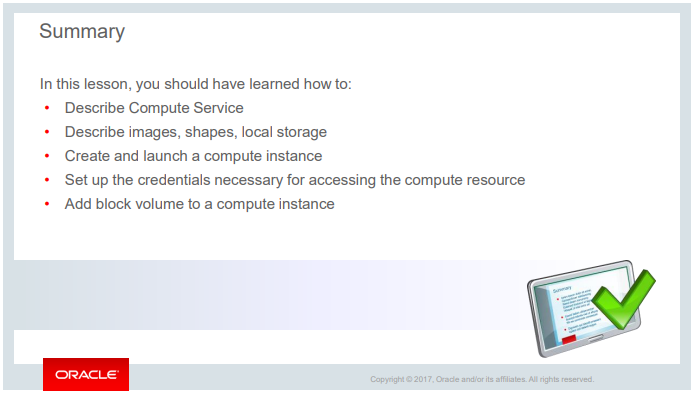 Summary
In this lesson, you should have learned how to:
• Describe Compute Service
• Describe images, shapes, local storage
• Create and launch a compute instance
• Set up the credentials necessary for accessing the compute resource
• Add block volume to a compute instance
Summary
ORACLE
Copyright © 2017, Oracle and/or its affiliates. All rights reserved.